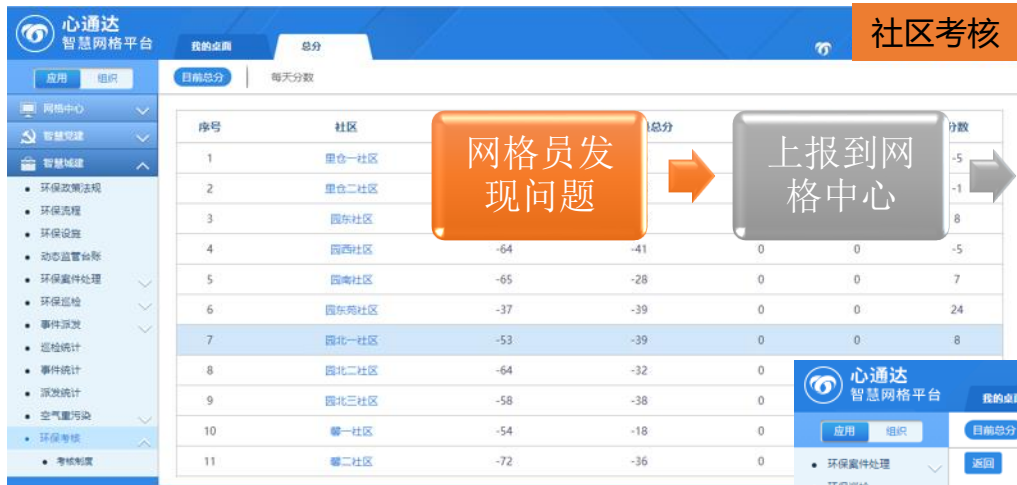 心通达
智慧网格平台
我的桌面
总分
社区考核
应用
组织
目前总分
每天分数
网格中心
智慧党建
智慧城建
环保政策法规
环保流程
环保设施
动态监管台账
环保案件处理
环保巡检
事件派发
巡检统计
事件统计
派发统计
空气重污染
环保考核
考核制度
序号 社区 总分 分数
1 里仓一社区 -5
2 里仓二社区 -1
3 园东社区 8
4 园西社区 -64 -41 0 0 -5
5 园南社区 -65 -28 0 0 7
6 园东苑社区 -37 -39 0 0 24
7 园北一社区 -53 -39 0 0 8
8 园北二社区 -64 -32 0
9 园北三社区 -58 -38 0
10 馨一社区 -54 -18 0
11 馨二社区 -72 -36 0
网格员发
现问题
上报到网
格中心
心通达
智慧网格平台
我的桌面
应用
组织
目前总分
环保案件处理
返回